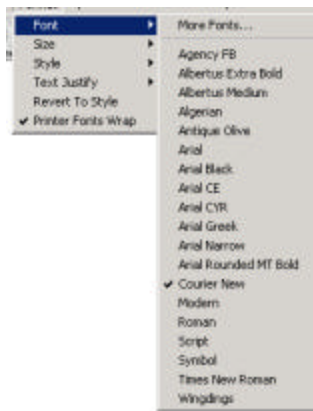 Font
Size
Style
Text Justify
Revert To Style
Printer Fonts Wrap
More Fonts...
Agency FB
Albertus Extra Bold
Albertus Medium
Algerian
Antique Olive
Arial
Arial Black
Arial CE
Arial CYR
Arial Greek
Arial Narrow
Arial Rounded MT Bold
Courier New
Modern
Roman
Script
Symbol
Times New Roman
Wingdings